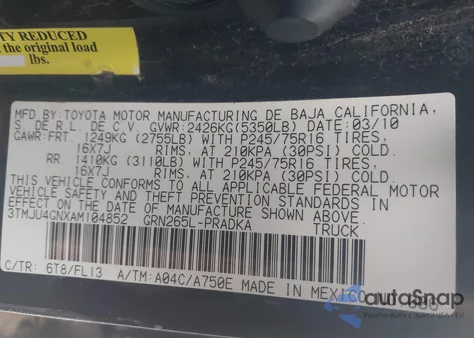 TY REDUCED
the original load
lbs.
MFD.BY:TOYOTA MOTOR MANUFACTURING DE BAJA CALIFORNIA,
S. DE R.L. DE C.V. GVWR:2426KG(5350LB) DATE:03/10
GAWR:FRT. 1249KG (2755LB) WITH P245/75R16 TIRES,
16X7J RIMS, AT 210KPA (30PSI) COLD.
RR. 1410KG (3110LB) WITH P245/75R16 TIRES,
16X7J RIMS, AT 210KPA (30PSI) COLD.
THIS VEHICLE CONFORMS TO ALL APPLICABLE FEDERAL MOTOR
VEHICLE SAFETY AND THEFT PREVENTION STANDARDS IN
EFFECT ON THE DATE OF MANUFACTURE SHOWN ABOVE.
3TMJU4GNXAM104852 GRN265L-PRADKA TRUCK
C/TR: 6T8/FL13 A/TM: A04C/A750E MADE IN MEXICO
autoSnap